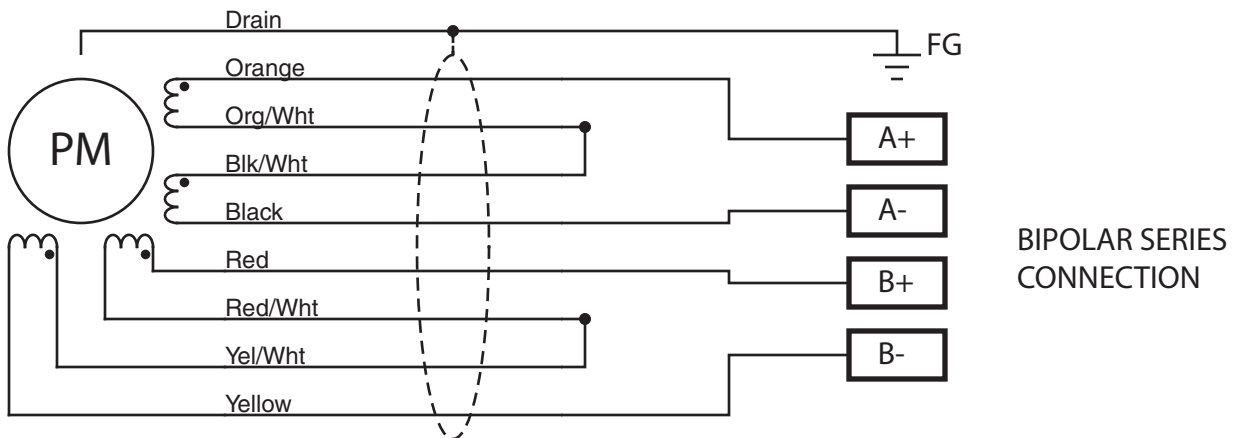 Drain
FG
Orange
Org/Wht
A+
PM
Blk/Wht
Black
A-
BIPOLAR SERIES
CONNECTION
Red
B+
Red/Wht
Yel/Wht
B-
Yellow